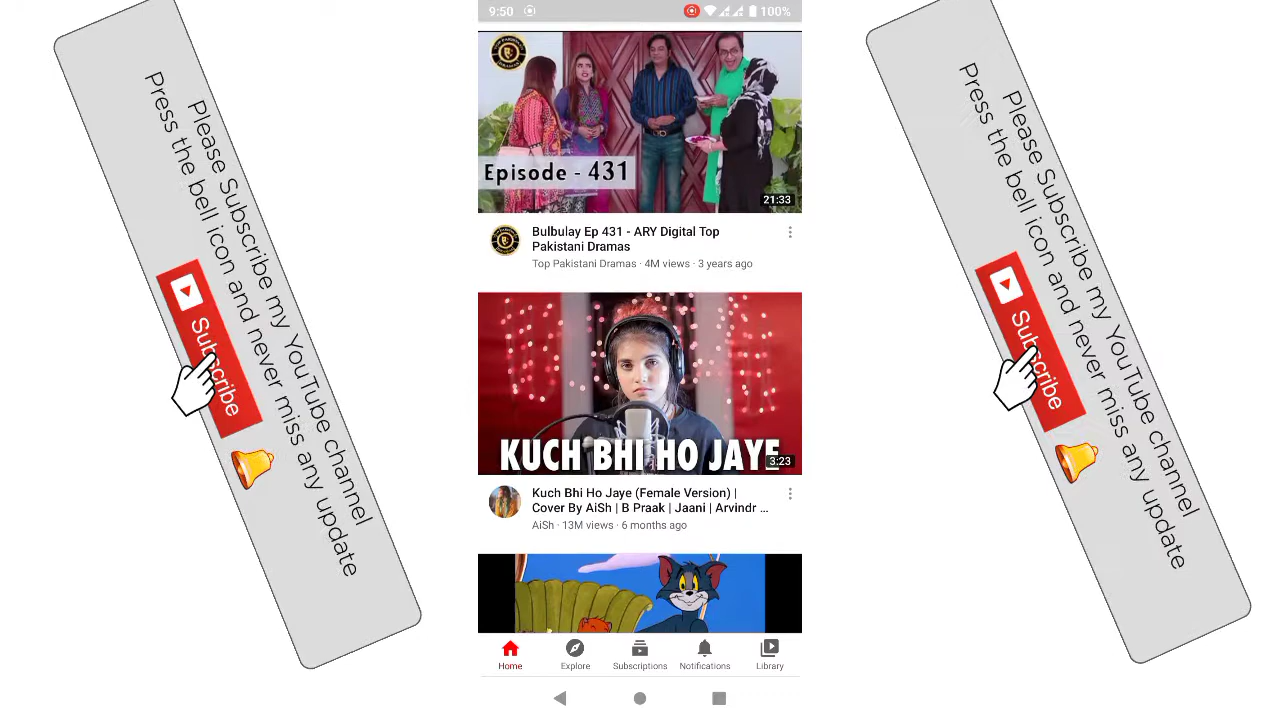 Please Subscribe my YouTube channel
Press the bell icon and never miss any update
Subscribe
9:50
100%
Episode - 431
21:33
Bulbulay Ep 431 - ARY Digital Top
Pakistani Dramas
Top Pakistani Dramas · 4M views · 3 years ago
KUCH BHI HO JAYE
3:23
Kuch Bhi Ho Jaye (Female Version) |
Cover By AiSh | B Praak | Jaani | Arvindr ...
AiSh · 13M views · 6 months ago
Home
Explore
Subscriptions
Notifications
Library
Please Subscribe my YouTube channel
Press the bell icon and never miss any update
Subscribe